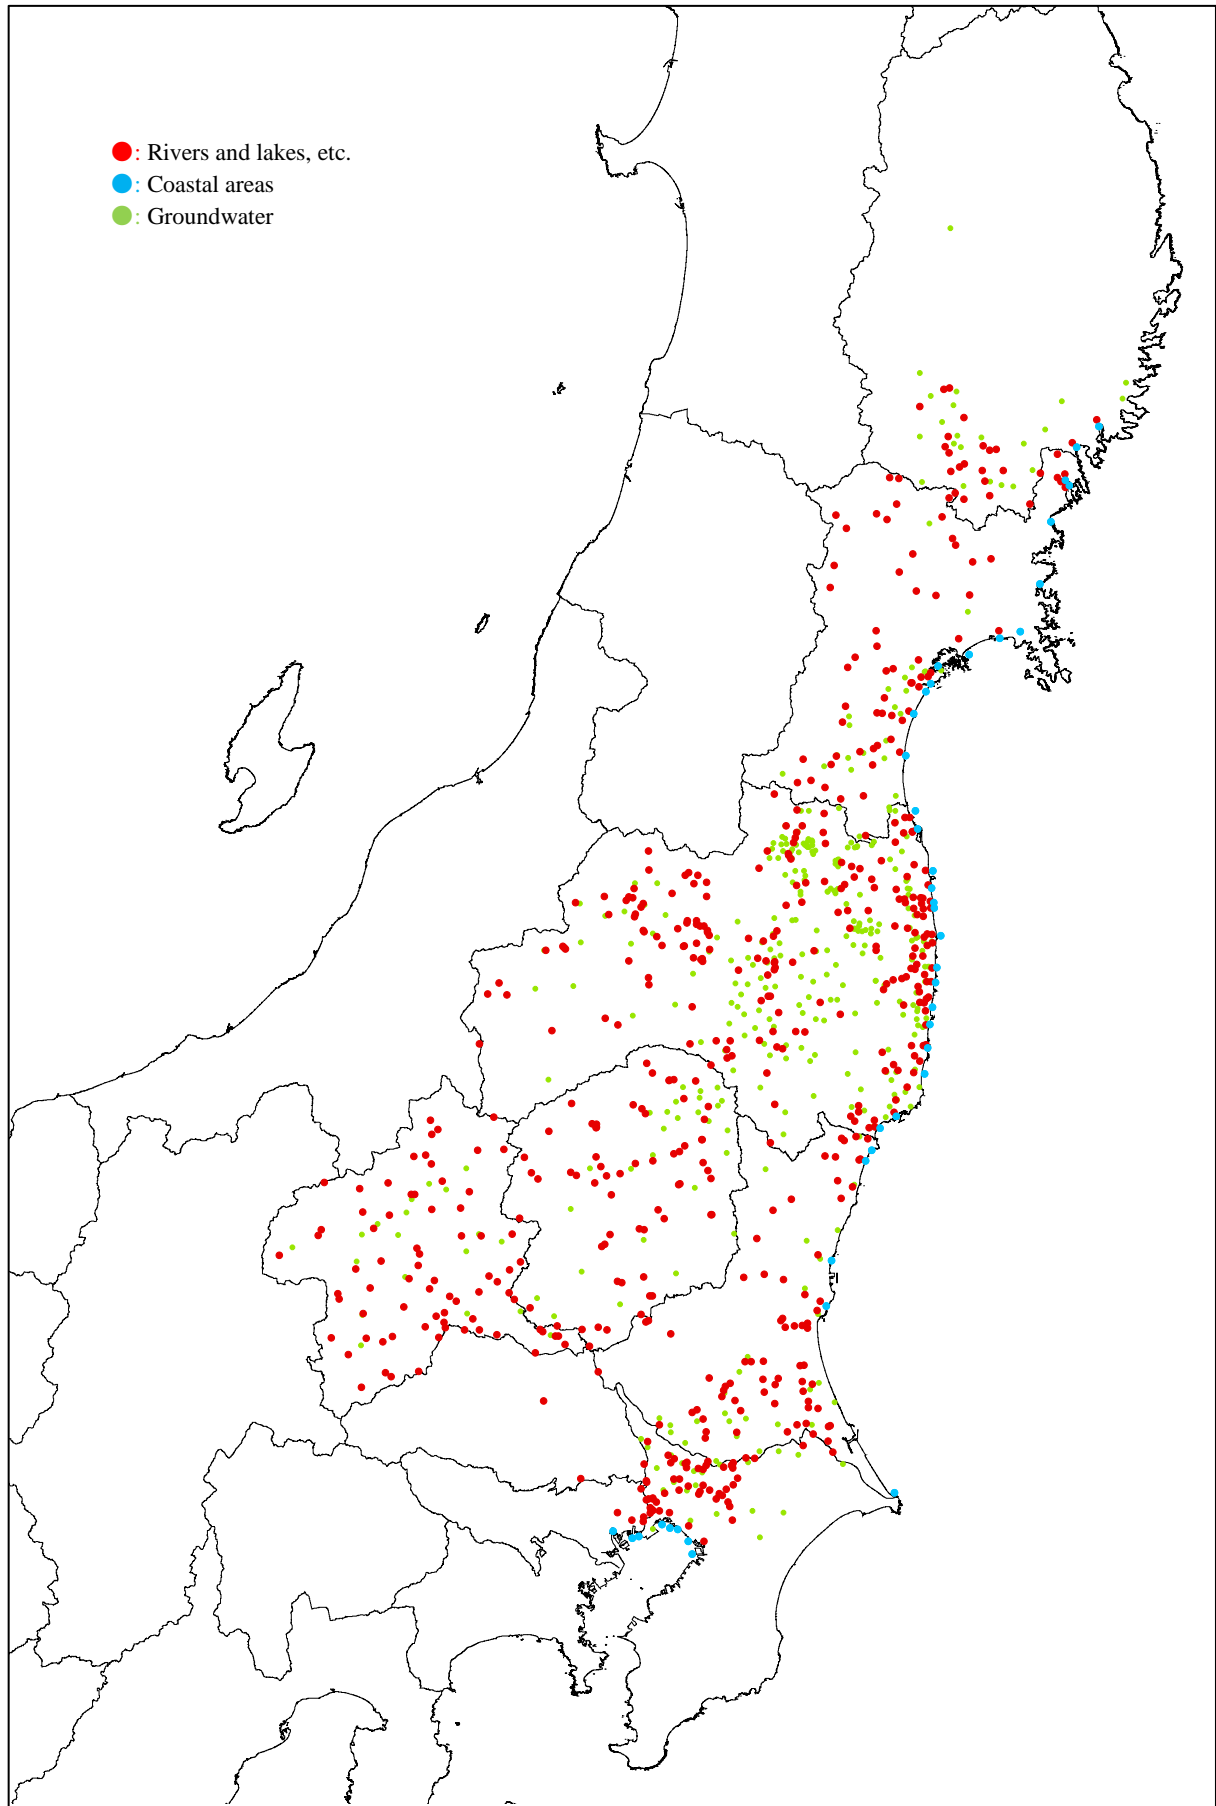 : Rivers and lakes, etc.
: Coastal areas
: Groundwater